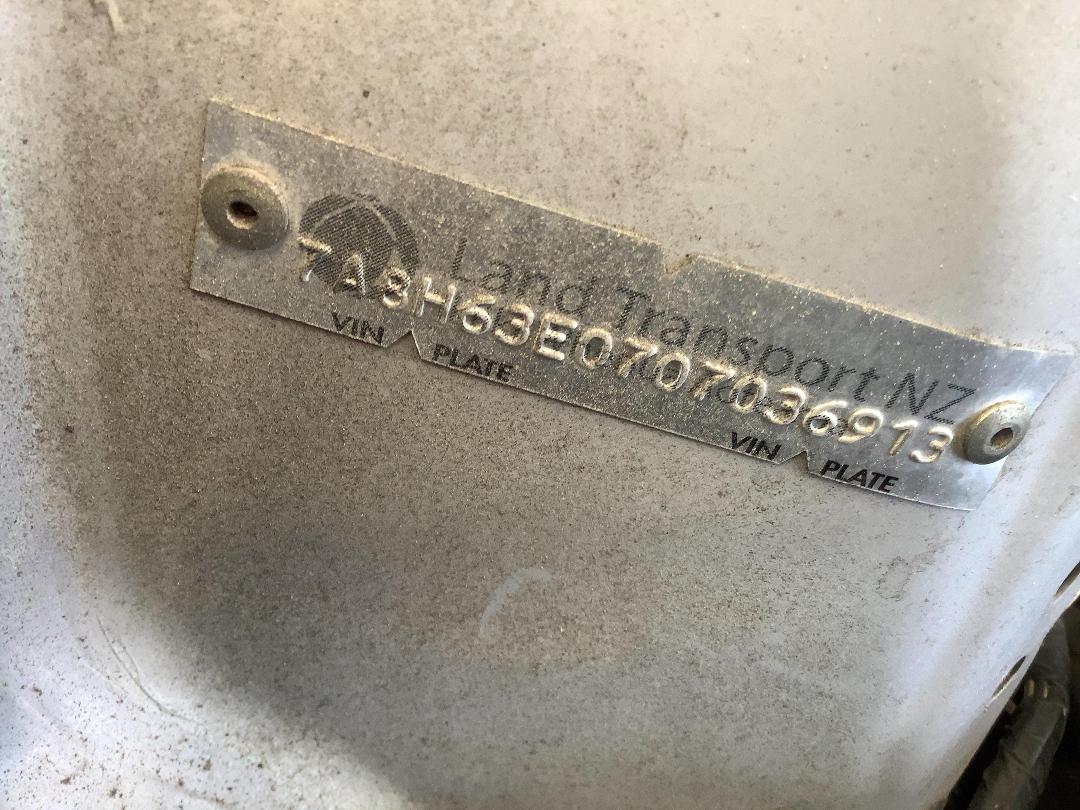 Land Transport NZ
7A8H63E0707036913
VIN PLATE VIN PLATE